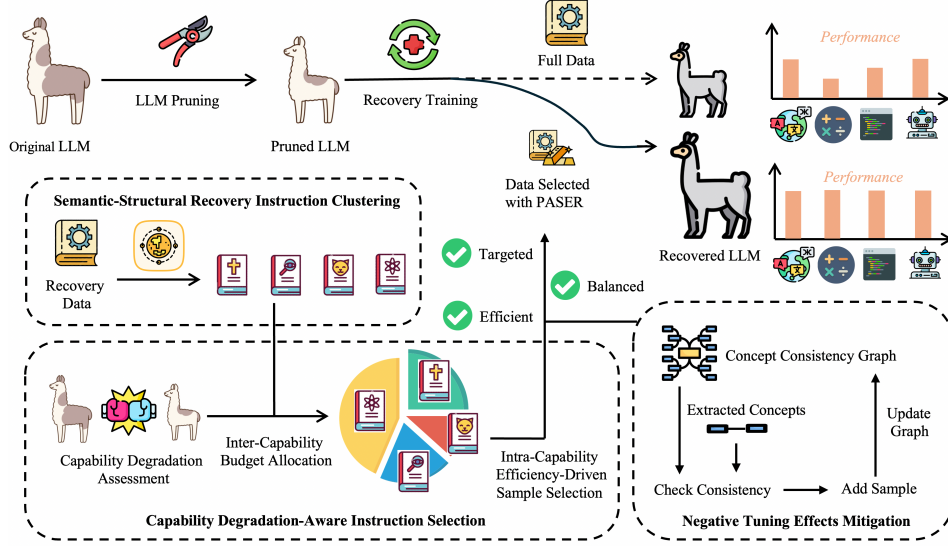 Original LLM
LLM Pruning
Pruned LLM
Recovery Training
Full Data
Data Selected
with PASER
Performance
Recovered LLM
Performance
Semantic-Structural Recovery Instruction Clustering
Recovery
Data
Targeted
Efficient
Balanced
Capability Degradation
Assessment
Inter-Capability
Budget Allocation
Intra-Capability
Efficiency-Driven
Sample Selection
Capability Degradation-Aware Instruction Selection
Concept Consistency Graph
Extracted Concepts
Check Consistency
Add Sample
Update
Graph
Negative Tuning Effects Mitigation